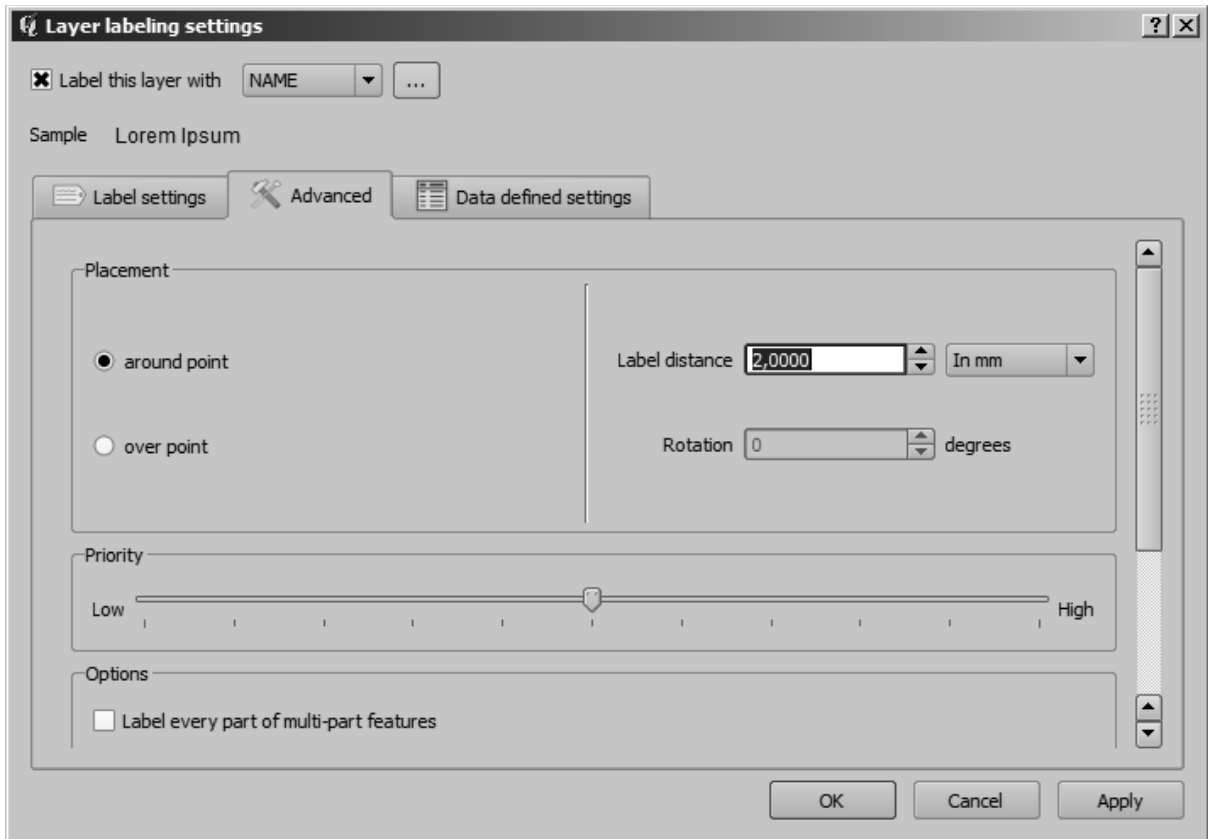 Layer labeling settings
Label this layer with NAME ...
Sample Lorem Ipsum
Label settings Advanced Data defined settings
Placement
around point Label distance 2,0000 In mm
over point Rotation 0 degrees
Priority
Low High
Options
Label every part of multi-part features
OK Cancel Apply